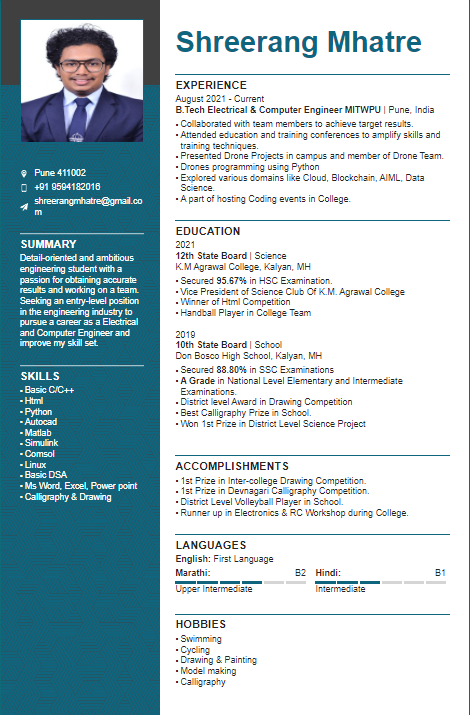 Shreerang Mhatre
Pune 411002
+91 9594182016
shreerangmhatre@gmail.co
m
SUMMARY
Detail-oriented and ambitious
engineering student with a
passion for obtaining accurate
results and working on a team.
Seeking an entry-level position
in the engineering industry to
pursue a career as a Electrical
and Computer Engineer and
improve my skill set.
SKILLS
• Basic C/C++
• Html
• Python
• Autocad
• Matlab
• Simulink
• Comsol
• Linux
• Basic DSA
• Ms Word, Excel, Power point
• Calligraphy & Drawing
EXPERIENCE
August 2021 - Current
B.Tech Electrical & Computer Engineer MITWPU | Pune, India
• Collaborated with team members to achieve target results.
• Attended education and training conferences to amplify skills and
training techniques.
• Presented Drone Projects in campus and member of Drone Team.
• Drones programming using Python
• Explored various domains like Cloud, Blockchain, AIML, Data
Science.
• A part of hosting Coding events in College.
EDUCATION
2021
12th State Board | Science
K.M Agrawal College, Kalyan, MH
• Secured 95.67% in HSC Examination.
• Vice President of Science Club Of K.M. Agrawal College
• Winner of Html Competition
• Handball Player in College Team
2019
10th State Board | School
Don Bosco High School, Kalyan, MH
• Secured 88.80% in SSC Examinations
• A Grade in National Level Elementary and Intermediate
Examinations.
• District level Award in Drawing Competition
• Best Calligraphy Prize in School.
• Won 1st Prize in District Level Science Project
ACCOMPLISHMENTS
• 1st Prize in Inter-college Drawing Competition.
• 1st Prize in Devnagari Calligraphy Competition.
• District Level Volleyball Player in School.
• Runner up in Electronics & RC Workshop during College.
LANGUAGES
English: First Language
Marathi: B2
Upper Intermediate
Hindi: B1
Intermediate
HOBBIES
• Swimming
• Cycling
• Drawing & Painting
• Model making
• Calligraphy